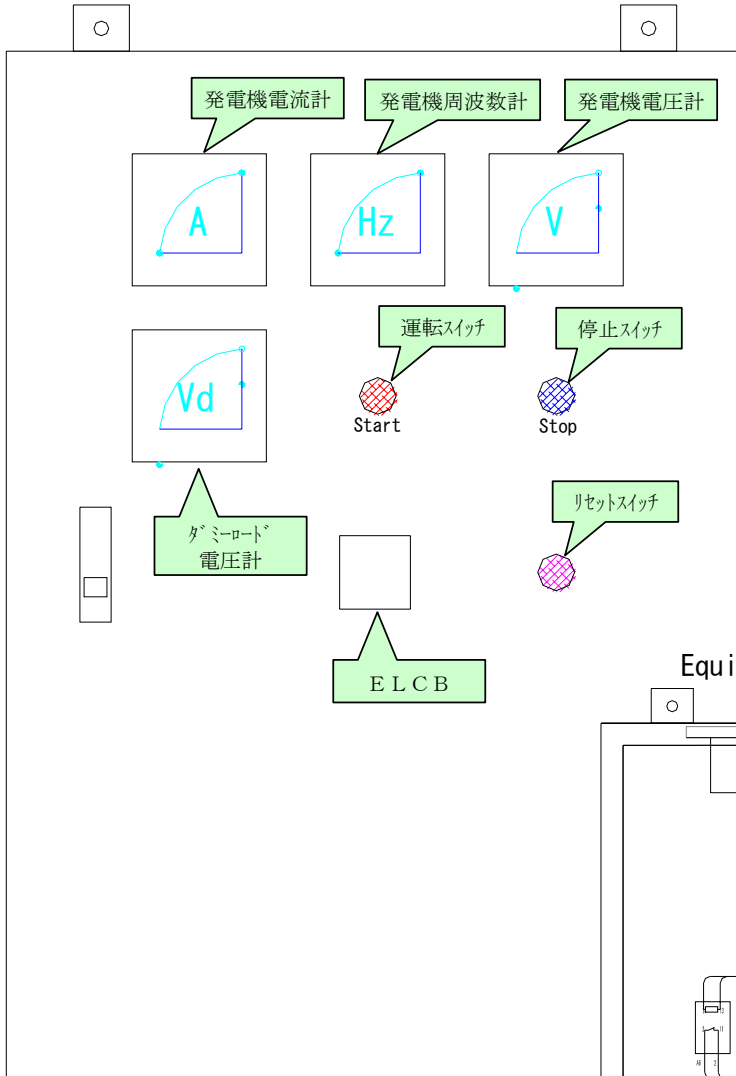 発電機電流計
発電機周波数計
発電機電圧計
A
Hz
V
運転ｽｲｯﾁ
停止ｽｲｯﾁ
Vd
Start
Stop
ﾀﾞﾐｰﾛｰﾄﾞ
電圧計
ﾘｾｯﾄｽｲｯﾁ
ＥＬＣＢ
Equi